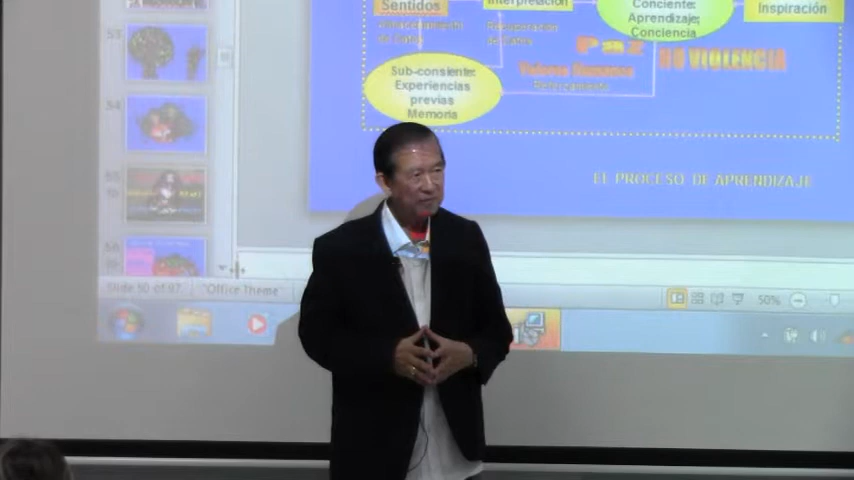 Sentidos
Interpretación
Conciente:
Aprendizaje;
Conciencia
Inspiración
Almacenamiento
de Datos
Recuperación
de Datos
Paz
NO VIOLENCIA
Valores Humanos
Sub-consiente:
Experiencias
previas
Memoria
EL PROCESO DE APRENDIZAJE
53
54
56
Slide 50 of 97
"Office Theme"
50%